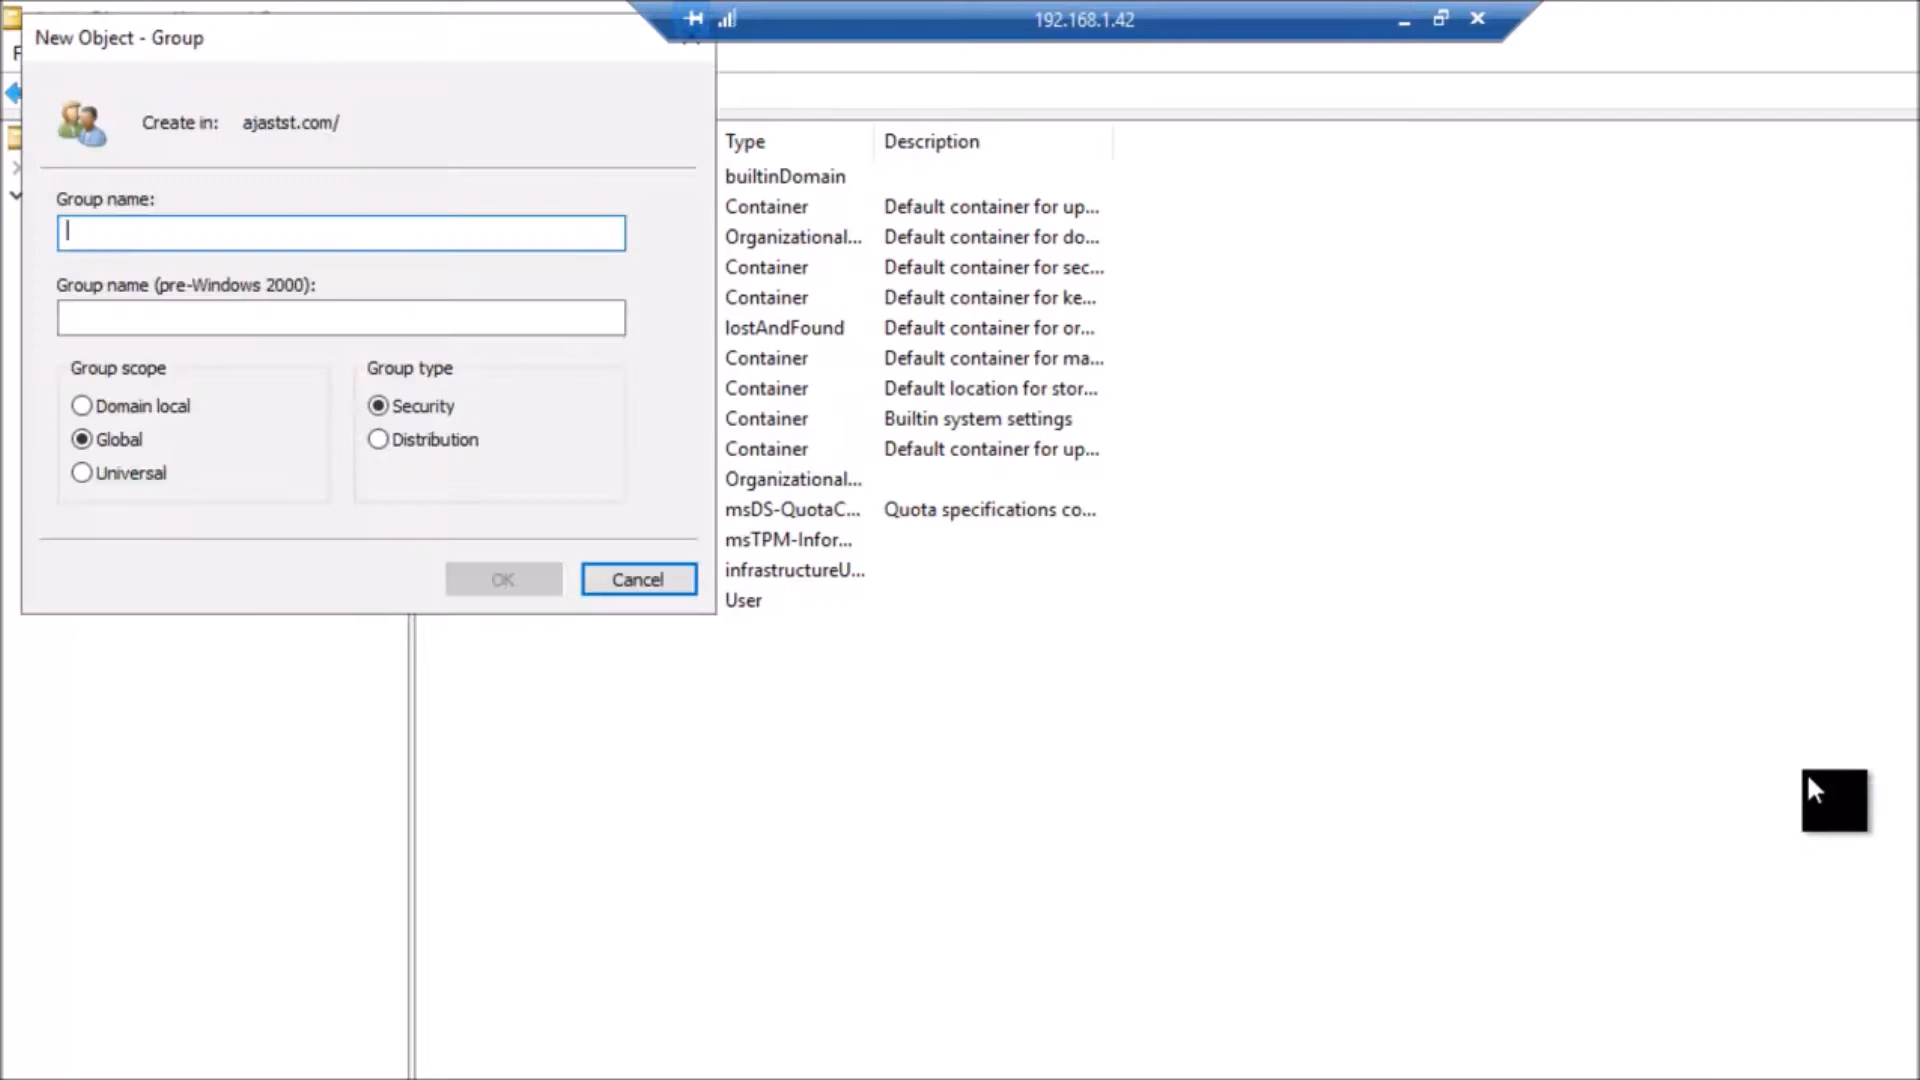 192.168.1.42
New Object - Group
F
Create in: ajastst.com/
Group name:
Group name (pre-Windows 2000):
Group scope
Domain local
Global
Universal
Group type
Security
Distribution
OK
Cancel
Type Description
builtinDomain
Container Default container for up...
Organizational... Default container for do...
Container Default container for sec...
Container Default container for ke...
lostAndFound Default container for or...
Container Default container for ma...
Container Default location for stor...
Container Builtin system settings
Container Default container for up...
Organizational...
msDS-QuotaC... Quota specifications co...
msTPM-Infor...
infrastructureU...
User